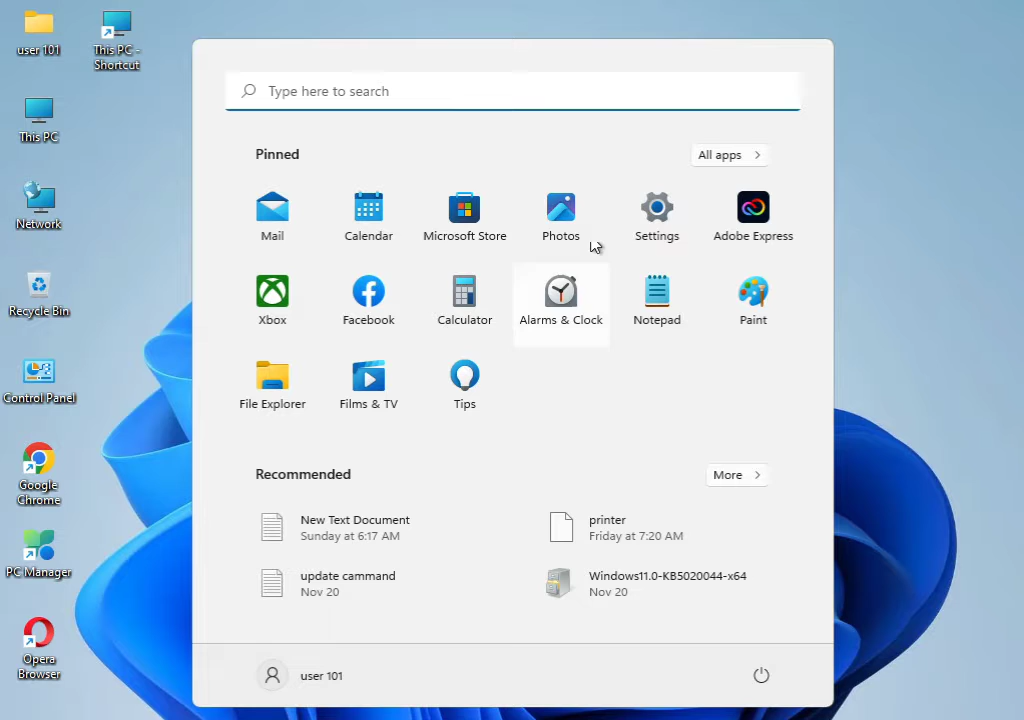 user 101
This PC -
Shortcut
This PC
Network
Recycle Bin
Control Panel
Google
Chrome
PC Manager
Opera
Browser
Type here to search
Pinned
All apps
Mail
Calendar
Microsoft Store
Photos
Settings
Adobe Express
Xbox
Facebook
Calculator
Alarms & Clock
Notepad
Paint
File Explorer
Films & TV
Tips
Recommended
More
New Text Document
Sunday at 6:17 AM
printer
Friday at 7:20 AM
update cammand
Nov 20
Windows11.0-KB5020044-x64
Nov 20
user 101